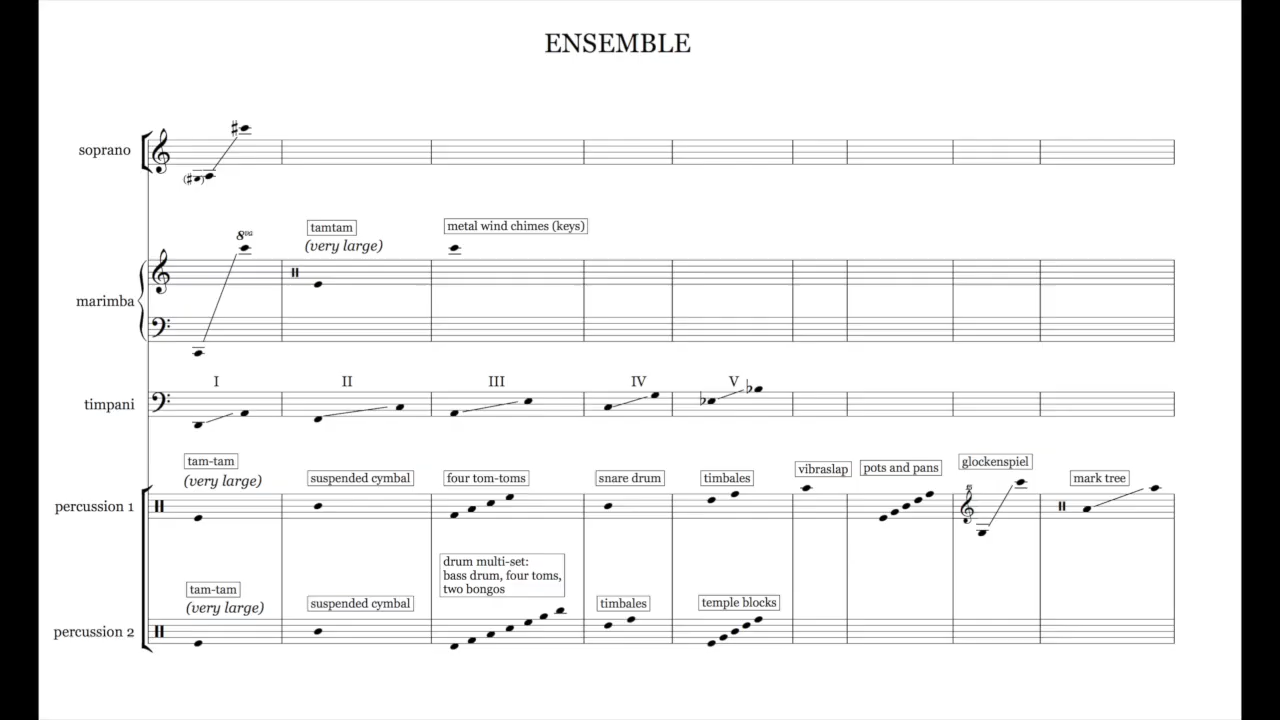 ENSEMBLE
soprano
8va
tamtam
(very large)
metal wind chimes (keys)
marimba
I
II
III
IV
V
timpani
tam-tam
(very large)
suspended cymbal
four tom-toms
snare drum
timbales
vibraslap
pots and pans
glockenspiel
mark tree
percussion 1
tam-tam
(very large)
suspended cymbal
drum multi-set:
bass drum, four toms,
two bongos
timbales
temple blocks
percussion 2